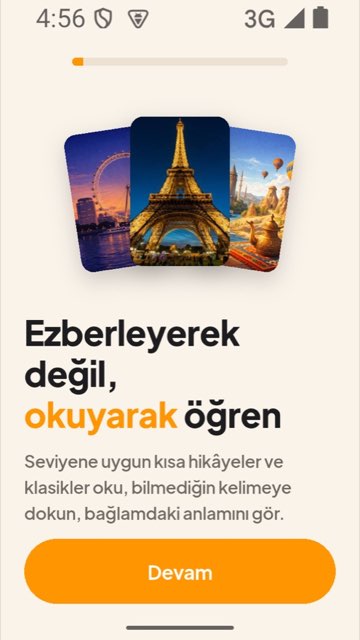 4:56
3G
Ezberleyerek
değil,
okuyarak öğren
Seviyene uygun kısa hikâyeler ve
klasikler oku, bilmediğin kelimeye
dokun, bağlamdaki anlamını gör.
Devam